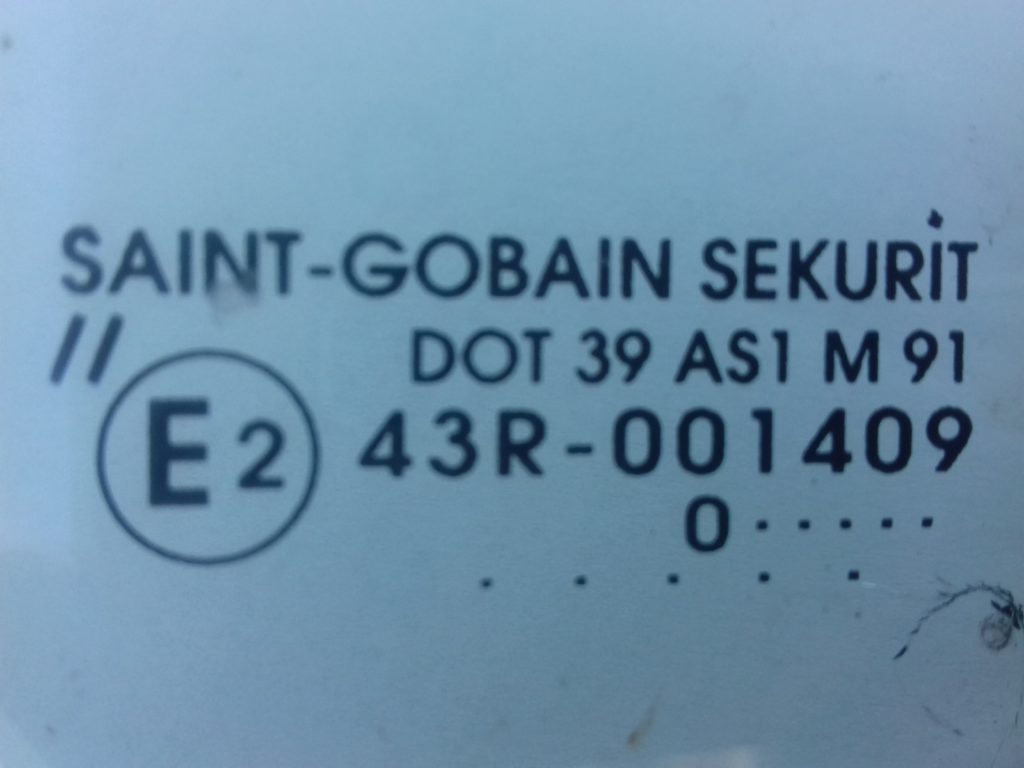 SAINT-GOBAIN SEKURIT
// DOT 39 AS1 M 91
E2 43R-001409
0.....
.....